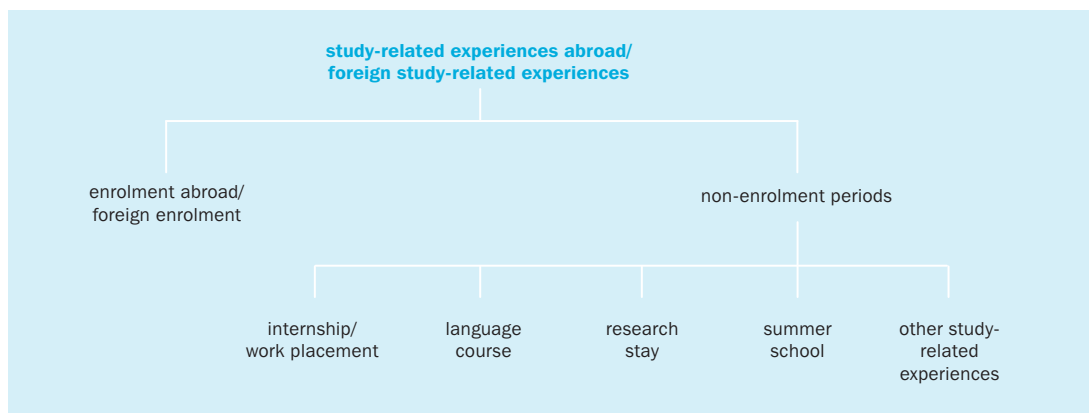 study-related experiences abroad/
foreign study-related experiences
enrolment abroad/
foreign enrolment
non-enrolment periods
internship/
work placement
language
course
research
stay
summer
school
other study-
related
experiences